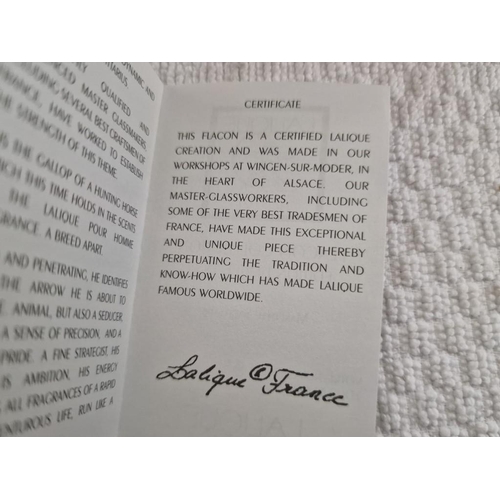 DYNAMIC AND
QUALIFIED AND
MASTER GLASSMAKERS
SEVERAL BEST CRAFTSMEN OF
HAVE WORKED TO ESTABLISH
THE STRENGTH OF THIS THEME.
THE GALLOP OF A HUNTING HORSE
THIS TIME HOLDS IN THE SCENTS
THE LALIQUE POUR HOMME
A BREED APART.
AND PENETRATING, HE IDENTIFIES
THE ARROW HE IS ABOUT TO
ANIMAL, BUT ALSO A SEDUCER,
A SENSE OF PRECISION, AND A
PRIDE. A FINE STRATEGIST, HIS
IS AMBITION, HIS ENERGY
ALL FRAGRANCES OF A RAPID
LIFE, RUN LIKE A
CERTIFICATE
THIS FLACON IS A CERTIFIED LALIQUE
CREATION AND WAS MADE IN OUR
WORKSHOPS AT WINGEN-SUR-MODER, IN
THE HEART OF ALSACE. OUR
MASTER-GLASSWORKERS, INCLUDING
SOME OF THE VERY BEST TRADESMEN OF
FRANCE, HAVE MADE THIS EXCEPTIONAL
AND UNIQUE PIECE THEREBY
PERPETUATING THE TRADITION AND
KNOW-HOW WHICH HAS MADE LALIQUE
FAMOUS WORLDWIDE.
Lalique © France